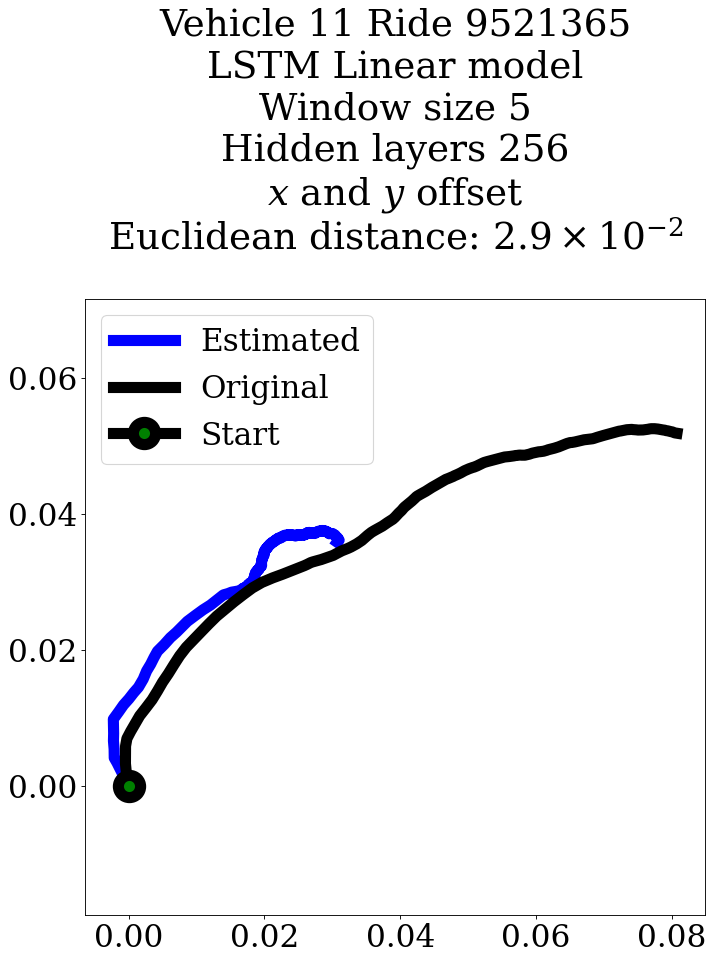 Vehicle 11 Ride 9521365
LSTM Linear model
Window size 5
Hidden layers 256
x and y offset
Euclidean distance: 2.9 × 10⁻²
Estimated
Original
Start
0.06
0.04
0.02
0.00
0.00 0.02 0.04 0.06 0.08